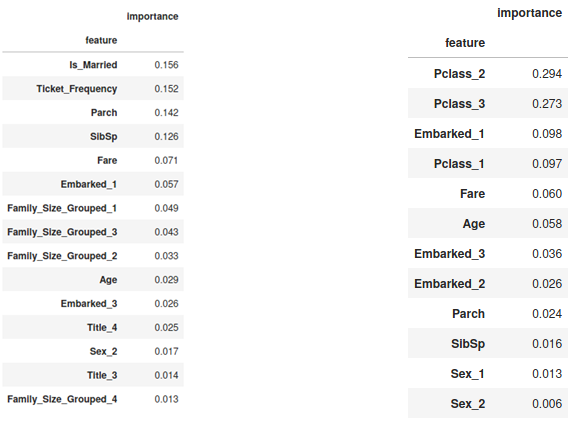 importance
feature
Is_Married 0.156
Ticket_Frequency 0.152
Parch 0.142
SibSp 0.126
Fare 0.071
Embarked_1 0.057
Family_Size_Grouped_1 0.049
Family_Size_Grouped_3 0.043
Family_Size_Grouped_2 0.033
Age 0.029
Embarked_3 0.026
Title_4 0.025
Sex_2 0.017
Title_3 0.014
Family_Size_Grouped_4 0.013
importance
feature
Pclass_2 0.294
Pclass_3 0.273
Embarked_1 0.098
Pclass_1 0.097
Fare 0.060
Age 0.058
Embarked_3 0.036
Embarked_2 0.026
Parch 0.024
SibSp 0.016
Sex_1 0.013
Sex_2 0.006